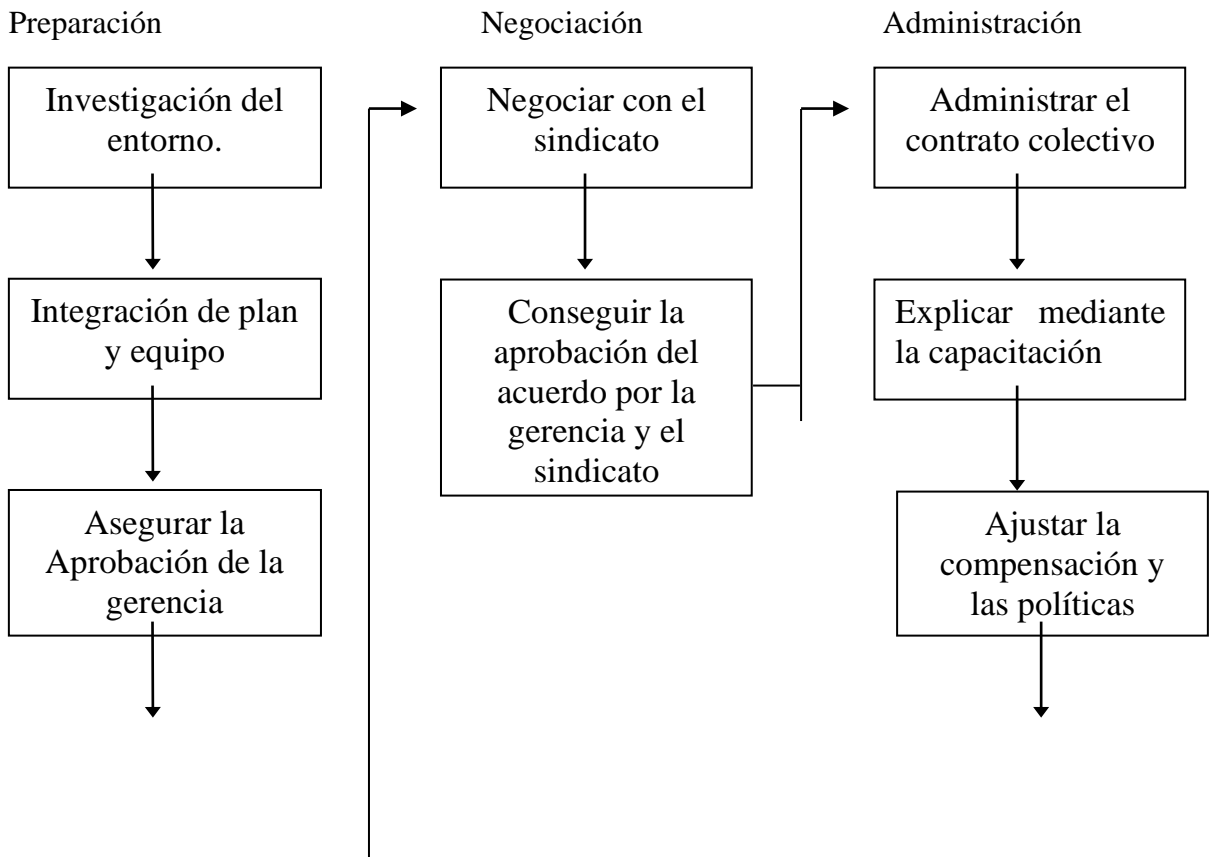 Preparación
Negociación
Administración
Investigación del
entorno.
Integración de plan
y equipo
Asegurar la
Aprobación de la
gerencia
Negociar con el
sindicato
Conseguir la
aprobación del
acuerdo por la
gerencia y el
sindicato
Administrar el
contrato colectivo
Explicar mediante
la capacitación
Ajustar la
compensación y
las políticas